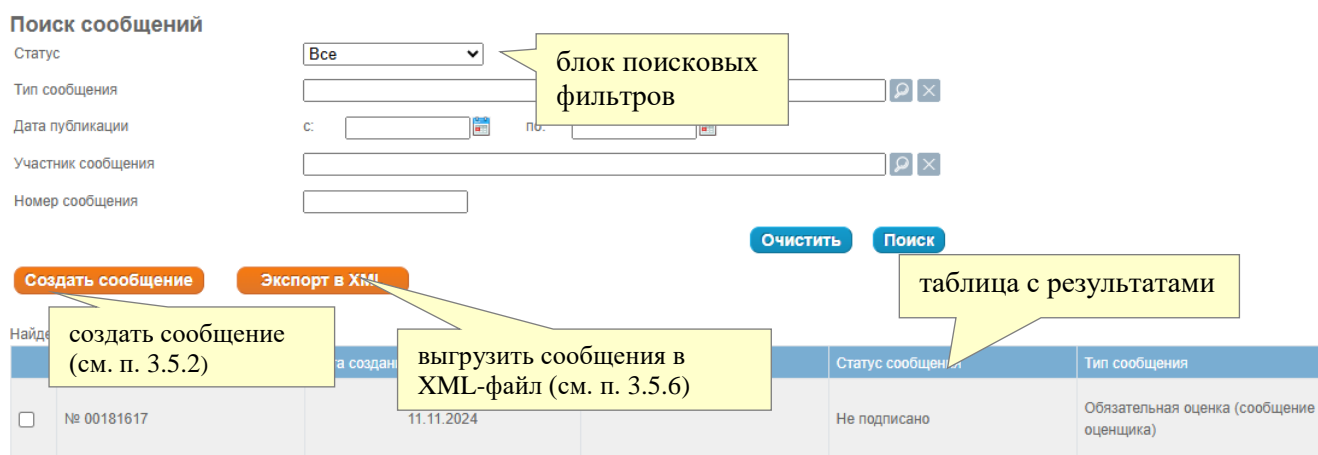 Поиск сообщений
Статус
Все
блок поисковых
фильтров
Тип сообщения
Дата публикации
с:
по:
Участник сообщения
Номер сообщения
Очистить
Поиск
Создать сообщение
Экспорт в XML
таблица с результатами
создать сообщение
(см. п. 3.5.2)
выгрузить сообщения в
XML-файл (см. п. 3.5.6)
Статус сообщения
Тип сообщения
№ 00181617
11.11.2024
Не подписано
Обязательная оценка (сообщение
оценщика)